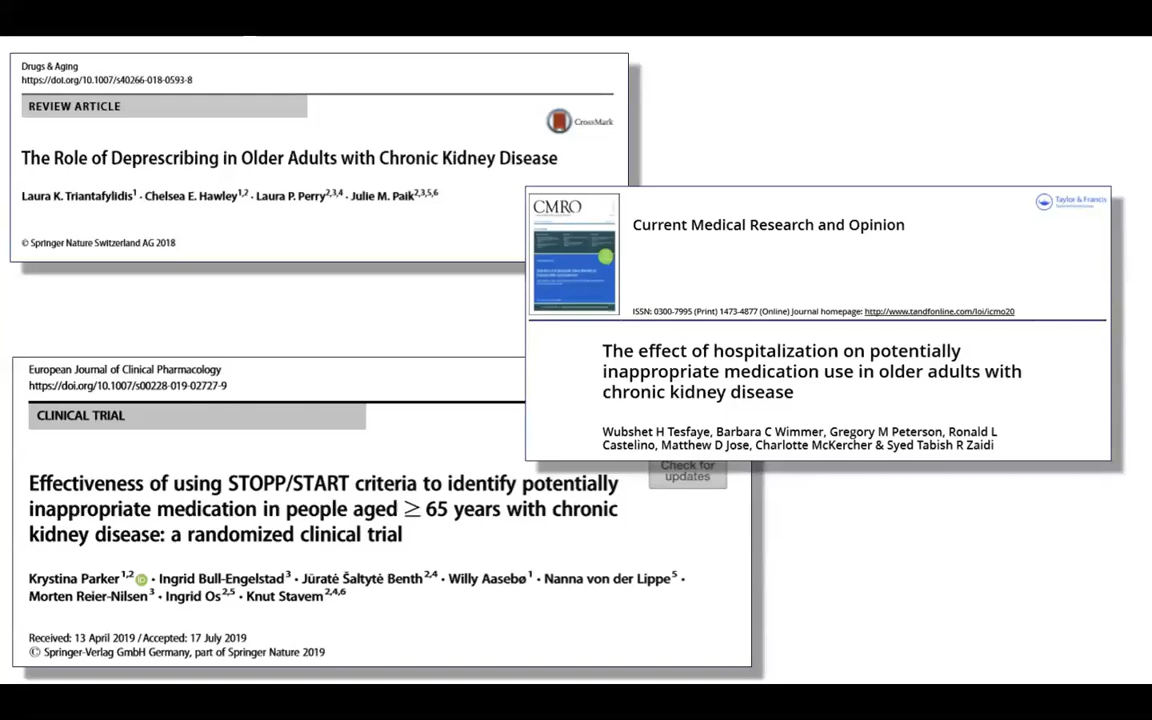 Drugs & Aging
https://doi.org/10.1007/s40266-018-0593-8
REVIEW ARTICLE
CrossMark
The Role of Deprescribing in Older Adults with Chronic Kidney Disease
Laura K. Triantafylidis1 · Chelsea E. Hawley1,2 · Laura P. Perry2,3,4 · Julie M. Paik2,3,5,6
© Springer Nature Switzerland AG 2018
CMRO
Taylor & Francis
Current Medical Research and Opinion
ISSN: 0300-7995 (Print) 1473-4877 (Online) Journal homepage: http://www.tandfonline.com/loi/icmo20
The effect of hospitalization on potentially
inappropriate medication use in older adults with
chronic kidney disease
Wubshet H Tesfaye, Barbara C Wimmer, Gregory M Peterson, Ronald L
Castelino, Matthew D Jose, Charlotte McKercher & Syed Tabish R Zaidi
European Journal of Clinical Pharmacology
https://doi.org/10.1007/s00228-019-02727-9
CLINICAL TRIAL
Check for
updates
Effectiveness of using STOPP/START criteria to identify potentially
inappropriate medication in people aged ≥ 65 years with chronic
kidney disease: a randomized clinical trial
Krystina Parker1,2 · Ingrid Bull-Engelstad3 · Jūratė Šaltytė Benth2,4 · Willy Aasebø1 · Nanna von der Lippe5 ·
Morten Reier-Nilsen3 · Ingrid Os2,5 · Knut Stavem2,4,6
Received: 13 April 2019 / Accepted: 17 July 2019
© Springer-Verlag GmbH Germany, part of Springer Nature 2019